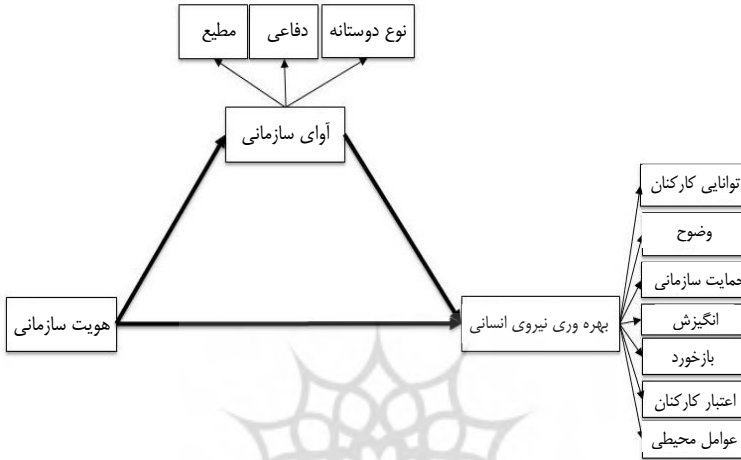 نوع دوستانه
دفاعی
مطیع
آوای سازمانی
هویت سازمانی
بهره وری نیروی انسانی
توانایی کارکنان
وضوح
حمایت سازمانی
انگیزش
بازخورد
اعتبار کارکنان
عوامل محیطی